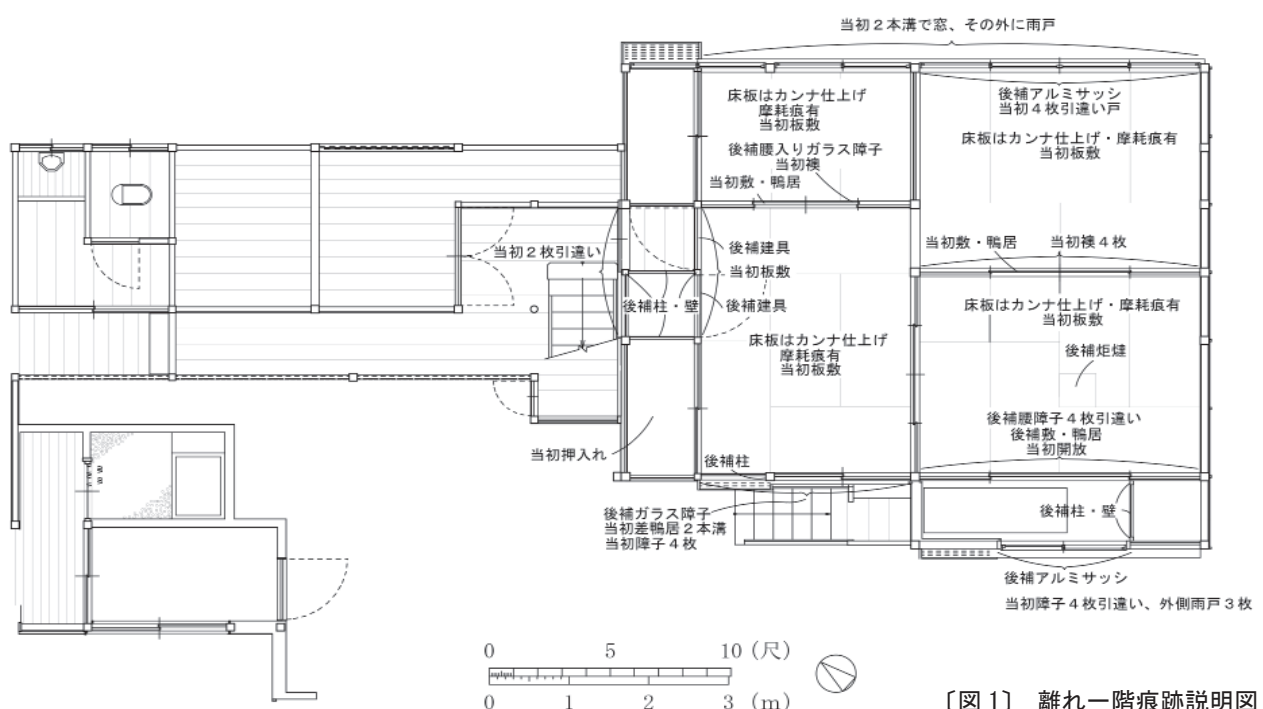 当初２本溝で窓、その外に雨戸
床板はカンナ仕上げ
摩耗痕有
当初板敷
後補腰入りガラス障子
当初襖
当初敷・鴨居
後補アルミサッシ
当初４枚引違い戸
床板はカンナ仕上げ・摩耗痕有
当初板敷
当初２枚引違い
後補建具
当初板敷
後補柱・壁
後補建具
当初敷・鴨居
当初襖４枚
床板はカンナ仕上げ・摩耗痕有
当初板敷
後補炬燵
床板はカンナ仕上げ
摩耗痕有
当初板敷
後補腰障子４枚引違い
後補敷・鴨居
当初開放
当初押入れ
後補柱
後補ガラス障子
当初差鴨居２本溝
当初障子４枚
後補柱・壁
後補アルミサッシ
当初障子４枚引違い、外側雨戸３枚
0 5 10（尺）
0 1 2 3（m）
〔図１〕 離れ一階痕跡説明図